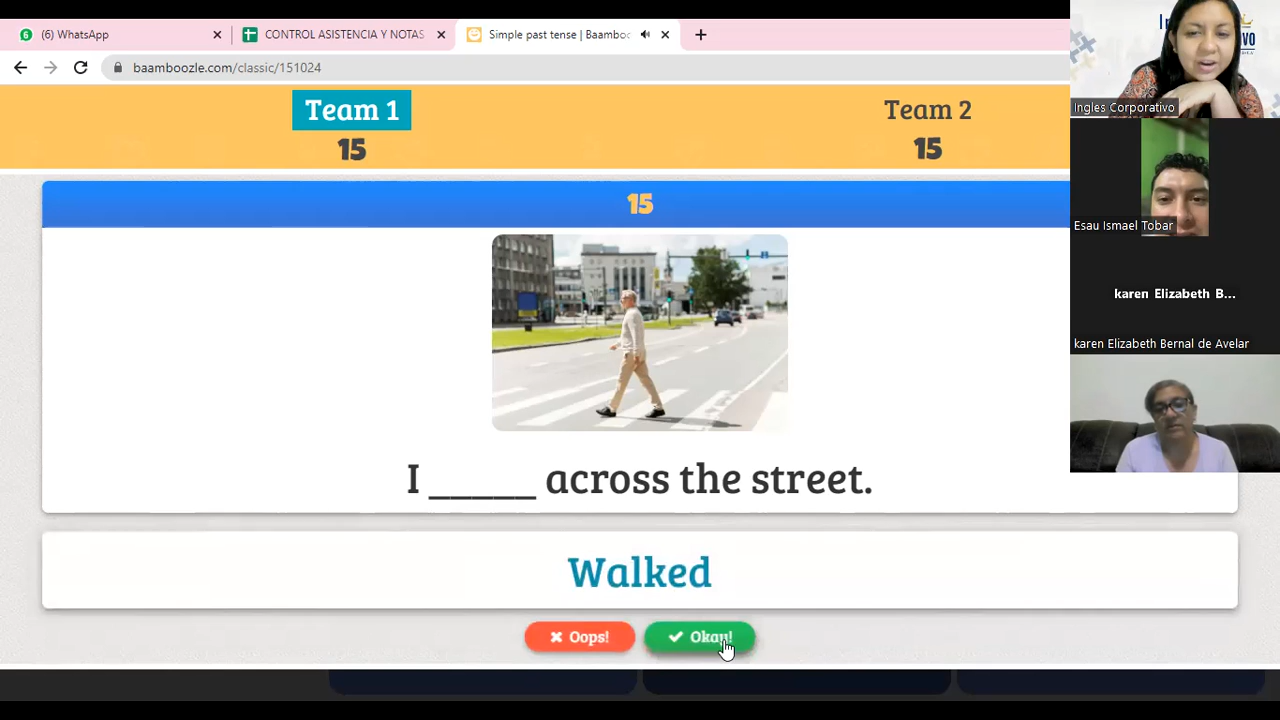 6 (6) WhatsApp
CONTROL ASISTENCIA Y NOTAS
Simple past tense | Baambo
baamboozle.com/classic/151024
Team 1
15
Team 2
15
15
I _____ across the street.
Walked
Oops!
Okay!
Ingles Corporativo
Esau Ismael Tobar
karen Elizabeth B...
karen Elizabeth Bernal de Avelar